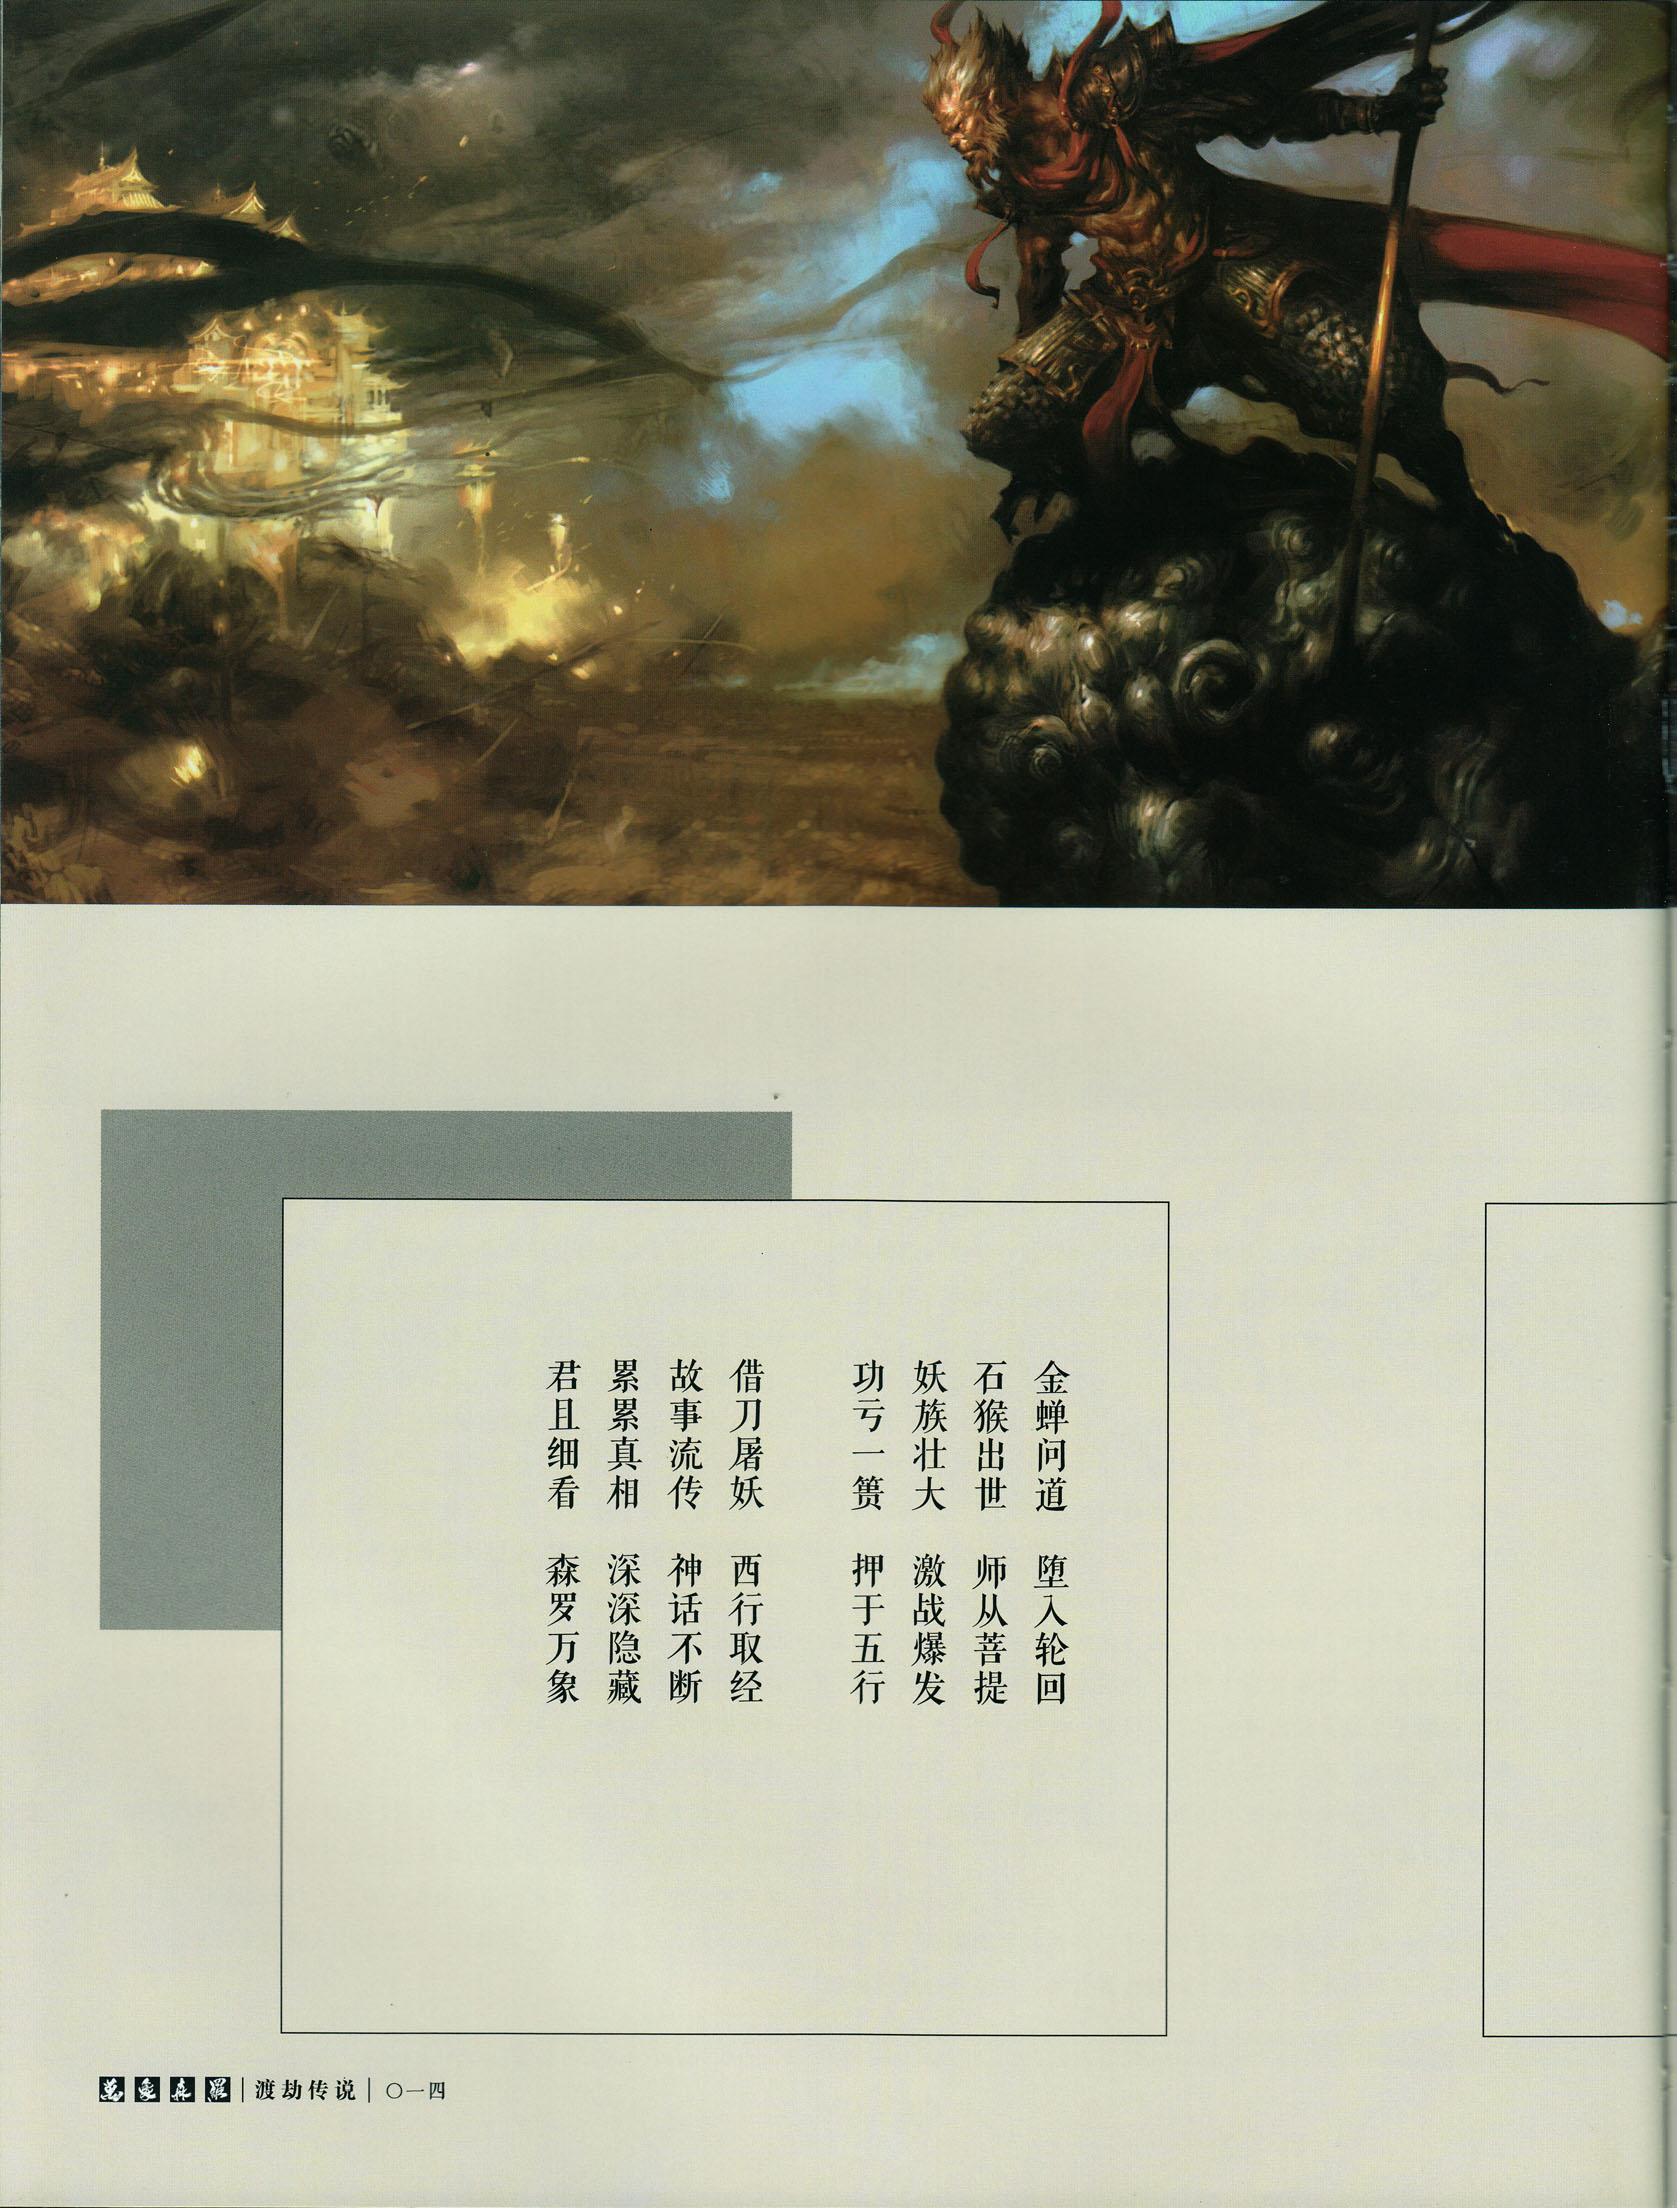 金蝉问道 堕入轮回
石猴出世 师从菩提
妖族壮大 激战爆发
功亏一篑 押于五行
借刀屠妖 西行取经
故事流传 神话不断
累累真相 深深隐藏
君且细看 森罗万象
萬象森羅 | 渡劫传说 | 〇一四